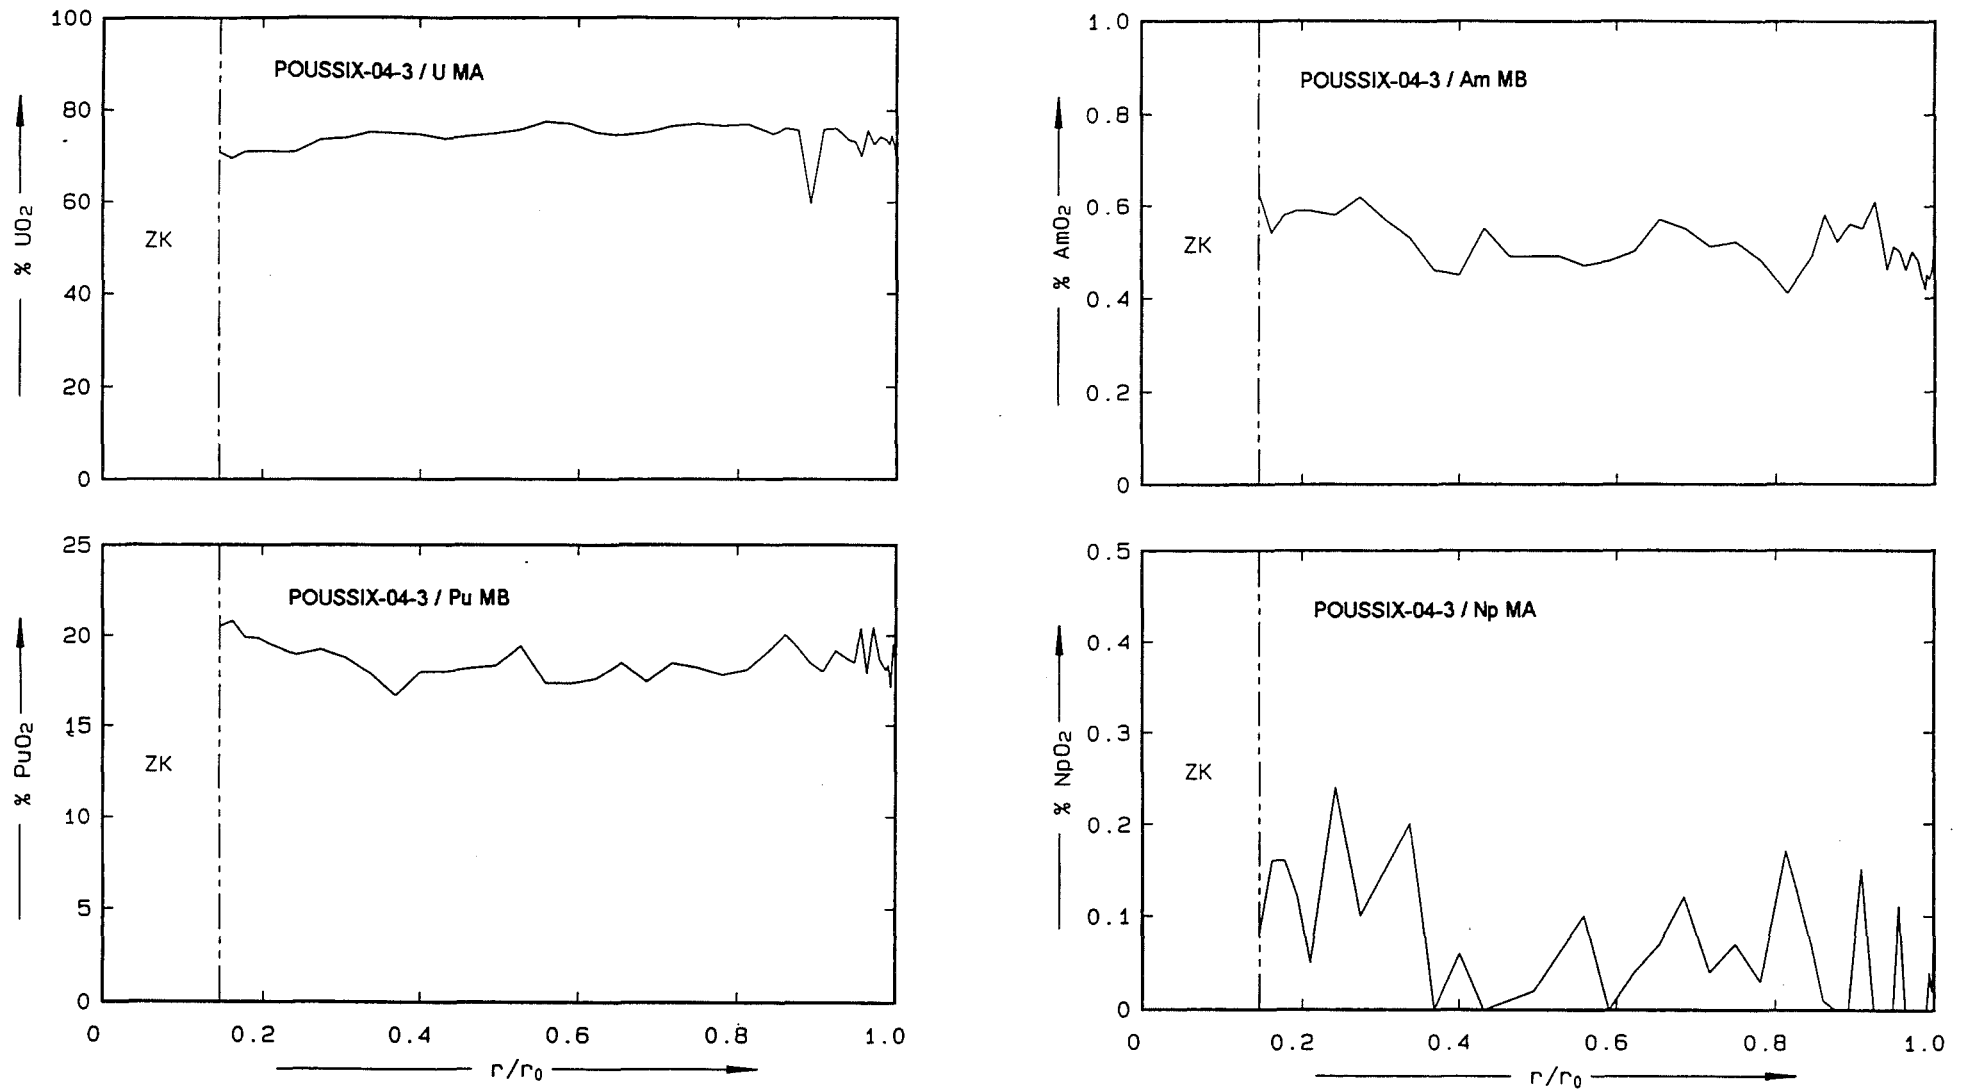 100
80
60
40
20
0
% UO2
POUSSIX-04-3 / U MA
ZK
1.0
0.8
0.6
0.4
0.2
0
% AmO2
POUSSIX-04-3 / Am MB
ZK
25
20
15
10
5
0
% PuO2
POUSSIX-04-3 / Pu MB
ZK
0 0.2 0.4 0.6 0.8 1.0
r/r0
0.5
0.4
0.3
0.2
0.1
0
% NpO2
POUSSIX-04-3 / Np MA
ZK
0 0.2 0.4 0.6 0.8 1.0
r/r0